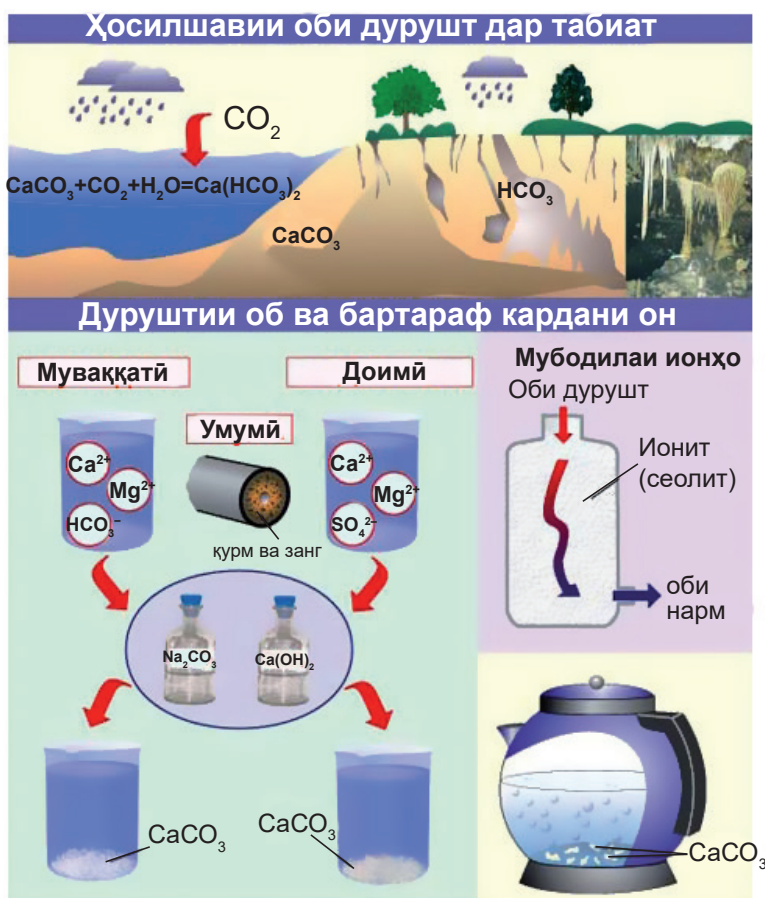 Ҳосилшавии оби дурушт дар табиат
CO₂
CaCO₃+CO₂+H₂O=Ca(HCO₃)₂
HCO₃
CaCO₃
Дуруштии об ва бартараф кардани он
Муваққатӣ
Доимӣ
Умумӣ
Ca²⁺
Mg²⁺
HCO₃⁻
қурм ва занг
Ca²⁺
Mg²⁺
SO₄²⁻
Na₂CO₃
Ca(OH)₂
CaCO₃
CaCO₃
Мубодилаи ионҳо
Оби дурушт
Ионит
(сеолит)
оби
нарм
CaCO₃